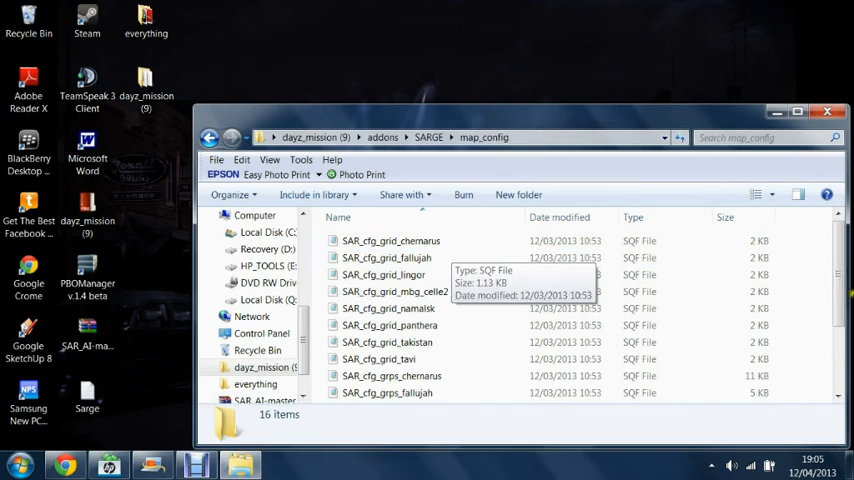 Recycle Bin
Steam
everything
Adobe
Reader X
TeamSpeak 3
Client
dayz_mission
(9)
BlackBerry
Desktop ...
Microsoft
Word
Get The Best
Facebook ...
dayz_mission
(9)
Google
Crome
PBOManager
v.1.4 beta
Google
SketchUp 8
SAR_AI-ma...
Samsung
New PC...
Sarge
dayz_mission (9)
addons
SARGE
map_config
Search map_config
File Edit View Tools Help
EPSON Easy Photo Print Photo Print
Organize Include in library Share with Burn New folder
Computer
Local Disk (C:
Recovery (D:)
HP_TOOLS (E:
DVD RW Drive
Local Disk (Q:
Network
Control Panel
Recycle Bin
dayz_mission (9
everything
SAR_AI-master
Name Date modified Type Size
SAR_cfg_grid_chernarus 12/03/2013 10:53 SQF File 2 KB
SAR_cfg_grid_fallujah 12/03/2013 10:53 SQF File 2 KB
SAR_cfg_grid_lingor SQF File 2 KB
SAR_cfg_grid_mbg_celle2 SQF File 2 KB
Type: SQF File
Size: 1.13 KB
Date modified: 12/03/2013 10:53
SAR_cfg_grid_namalsk 12/03/2013 10:53 SQF File 2 KB
SAR_cfg_grid_panthera 12/03/2013 10:53 SQF File 2 KB
SAR_cfg_grid_takistan 12/03/2013 10:53 SQF File 2 KB
SAR_cfg_grid_tavi 12/03/2013 10:53 SQF File 2 KB
SAR_cfg_grps_chernarus 12/03/2013 10:53 SQF File 11 KB
SAR_cfg_grps_fallujah 12/03/2013 10:53 SQF File 5 KB
16 items
19:05
12/04/2013